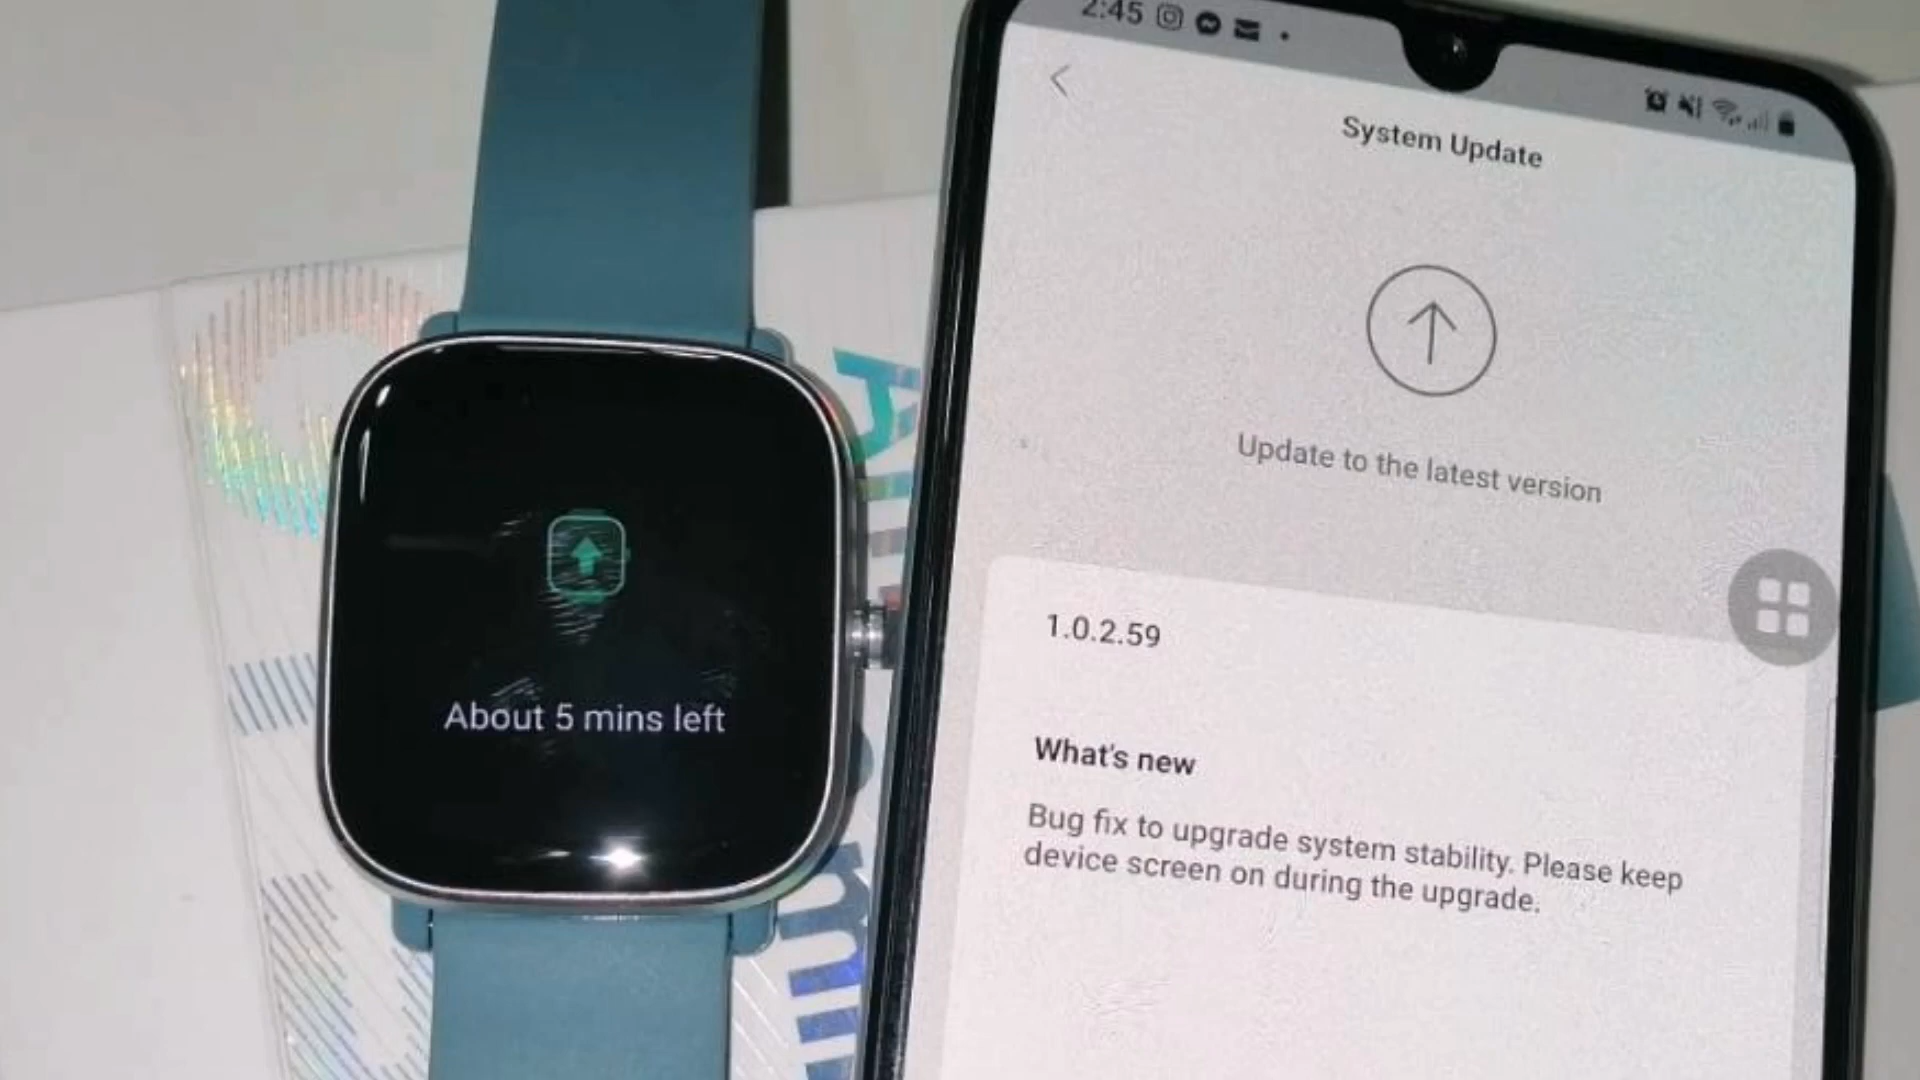 2:45
System Update
Update to the latest version
1.0.2.59
What's new
Bug fix to upgrade system stability. Please keep
device screen on during the upgrade.
About 5 mins left